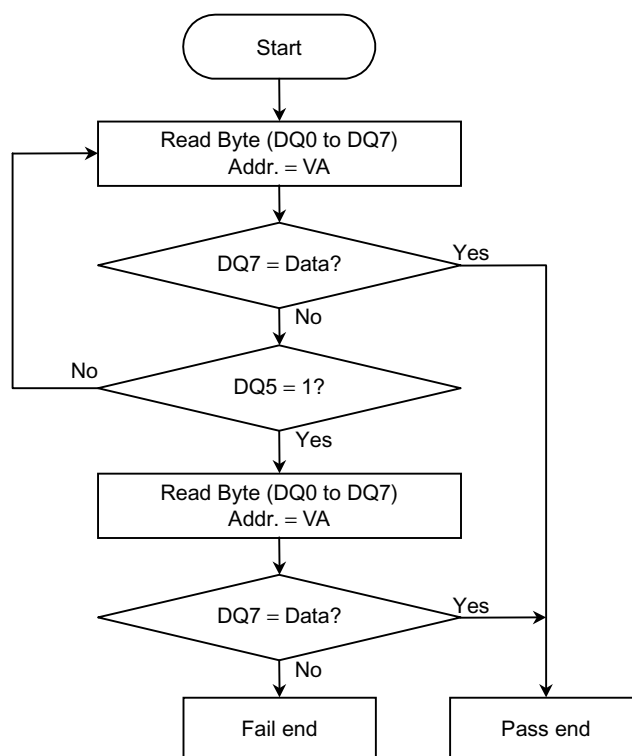 Start
Read Byte (DQ0 to DQ7)
Addr. = VA
DQ7 = Data?
Yes
No
No
DQ5 = 1?
Yes
Read Byte (DQ0 to DQ7)
Addr. = VA
DQ7 = Data?
Yes
No
Fail end
Pass end